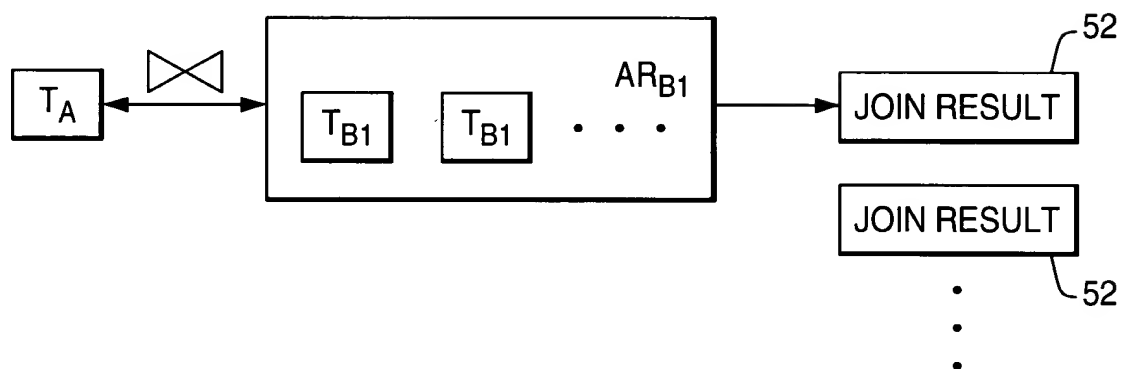 52
T_A
AR_B1
T_B1 T_B1 • • •
JOIN RESULT
JOIN RESULT
52